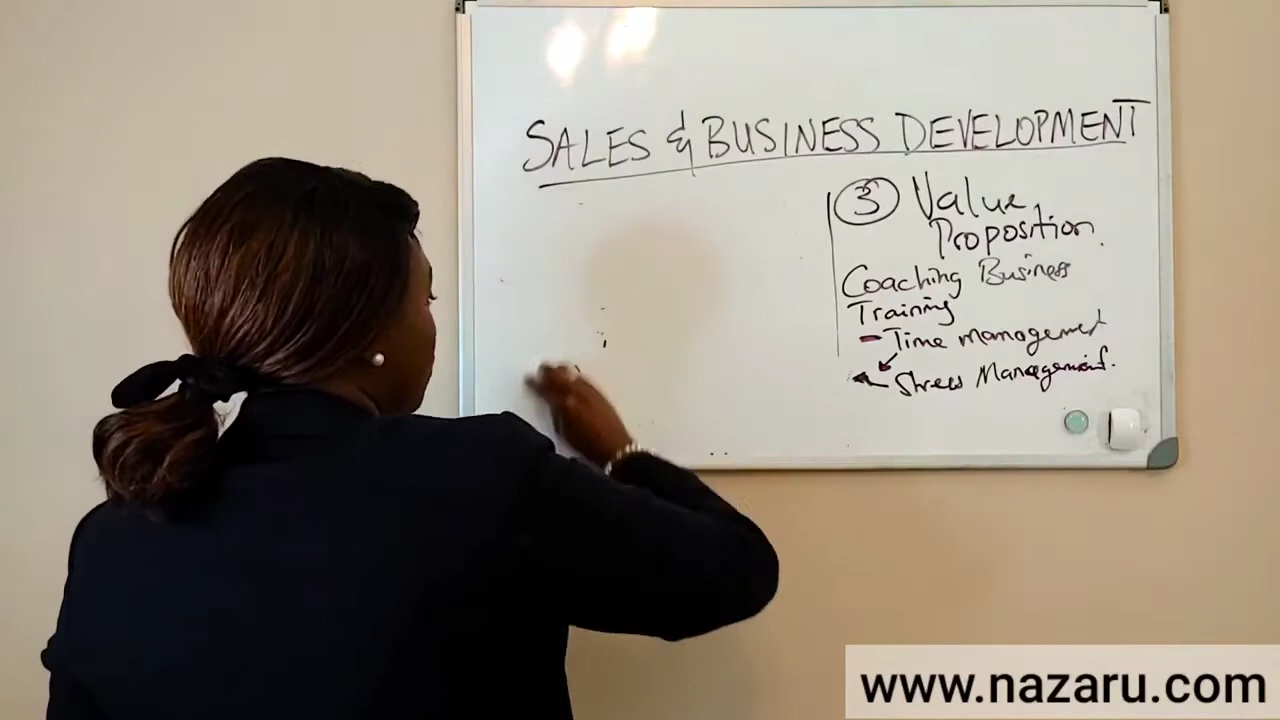 SALES & BUSINESS DEVELOPMENT
3 Value
Proposition.
Coaching Business
Training
- Time Management
Stress Management.
www.nazaru.com